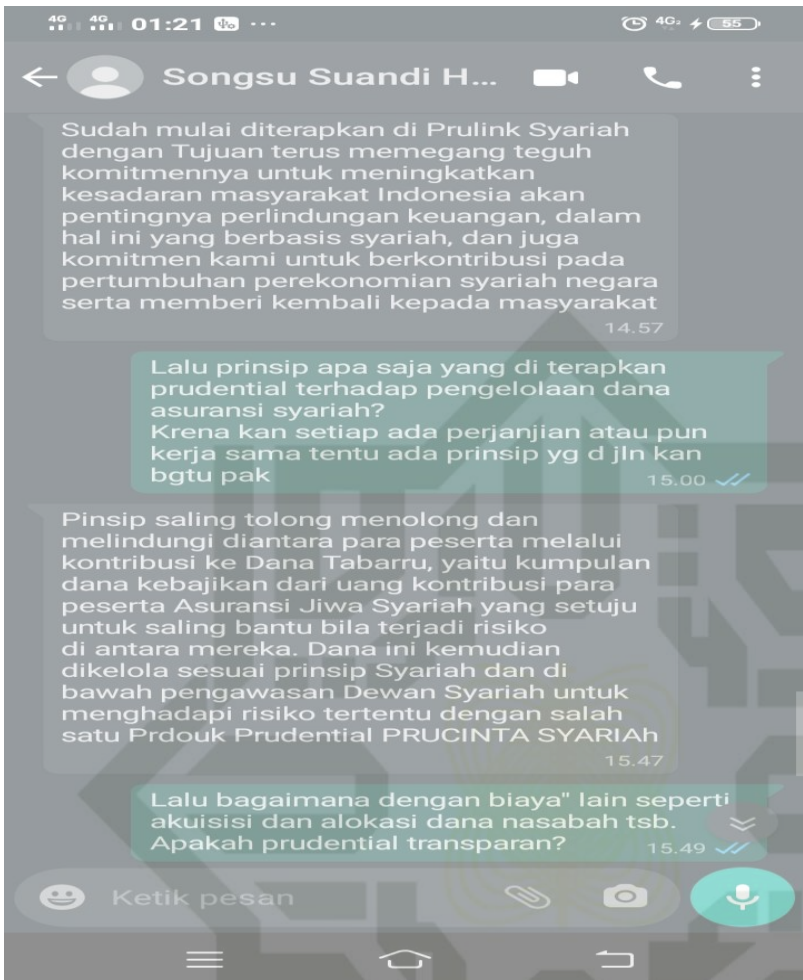 4G 4G 01:21 ...
4G 55
Songsu Suandi H...
Sudah mulai diterapkan di Prulink Syariah
dengan Tujuan terus memegang teguh
komitmennya untuk meningkatkan
kesadaran masyarakat Indonesia akan
pentingnya perlindungan keuangan, dalam
hal ini yang berbasis syariah, dan juga
komitmen kami untuk berkontribusi pada
pertumbuhan perekonomian syariah negara
serta memberi kembali kepada masyarakat
14.57
Lalu prinsip apa saja yang di terapkan
prudential terhadap pengelolaan dana
asuransi syariah?
Krena kan setiap ada perjanjian atau pun
kerja sama tentu ada prinsip yg d jln kan
bgtu pak
15.00
Pinsip saling tolong menolong dan
melindungi diantara para peserta melalui
kontribusi ke Dana Tabarru, yaitu kumpulan
dana kebajikan dari uang kontribusi para
peserta Asuransi Jiwa Syariah yang setuju
untuk saling bantu bila terjadi risiko
di antara mereka. Dana ini kemudian
dikelola sesuai prinsip Syariah dan di
bawah pengawasan Dewan Syariah untuk
menghadapi risiko tertentu dengan salah
satu Prdouk Prudential PRUCINTA SYARIAh
15.47
Lalu bagaimana dengan biaya" lain seperti
akuisisi dan alokasi dana nasabah tsb.
Apakah prudential transparan?
15.49
Ketik pesan